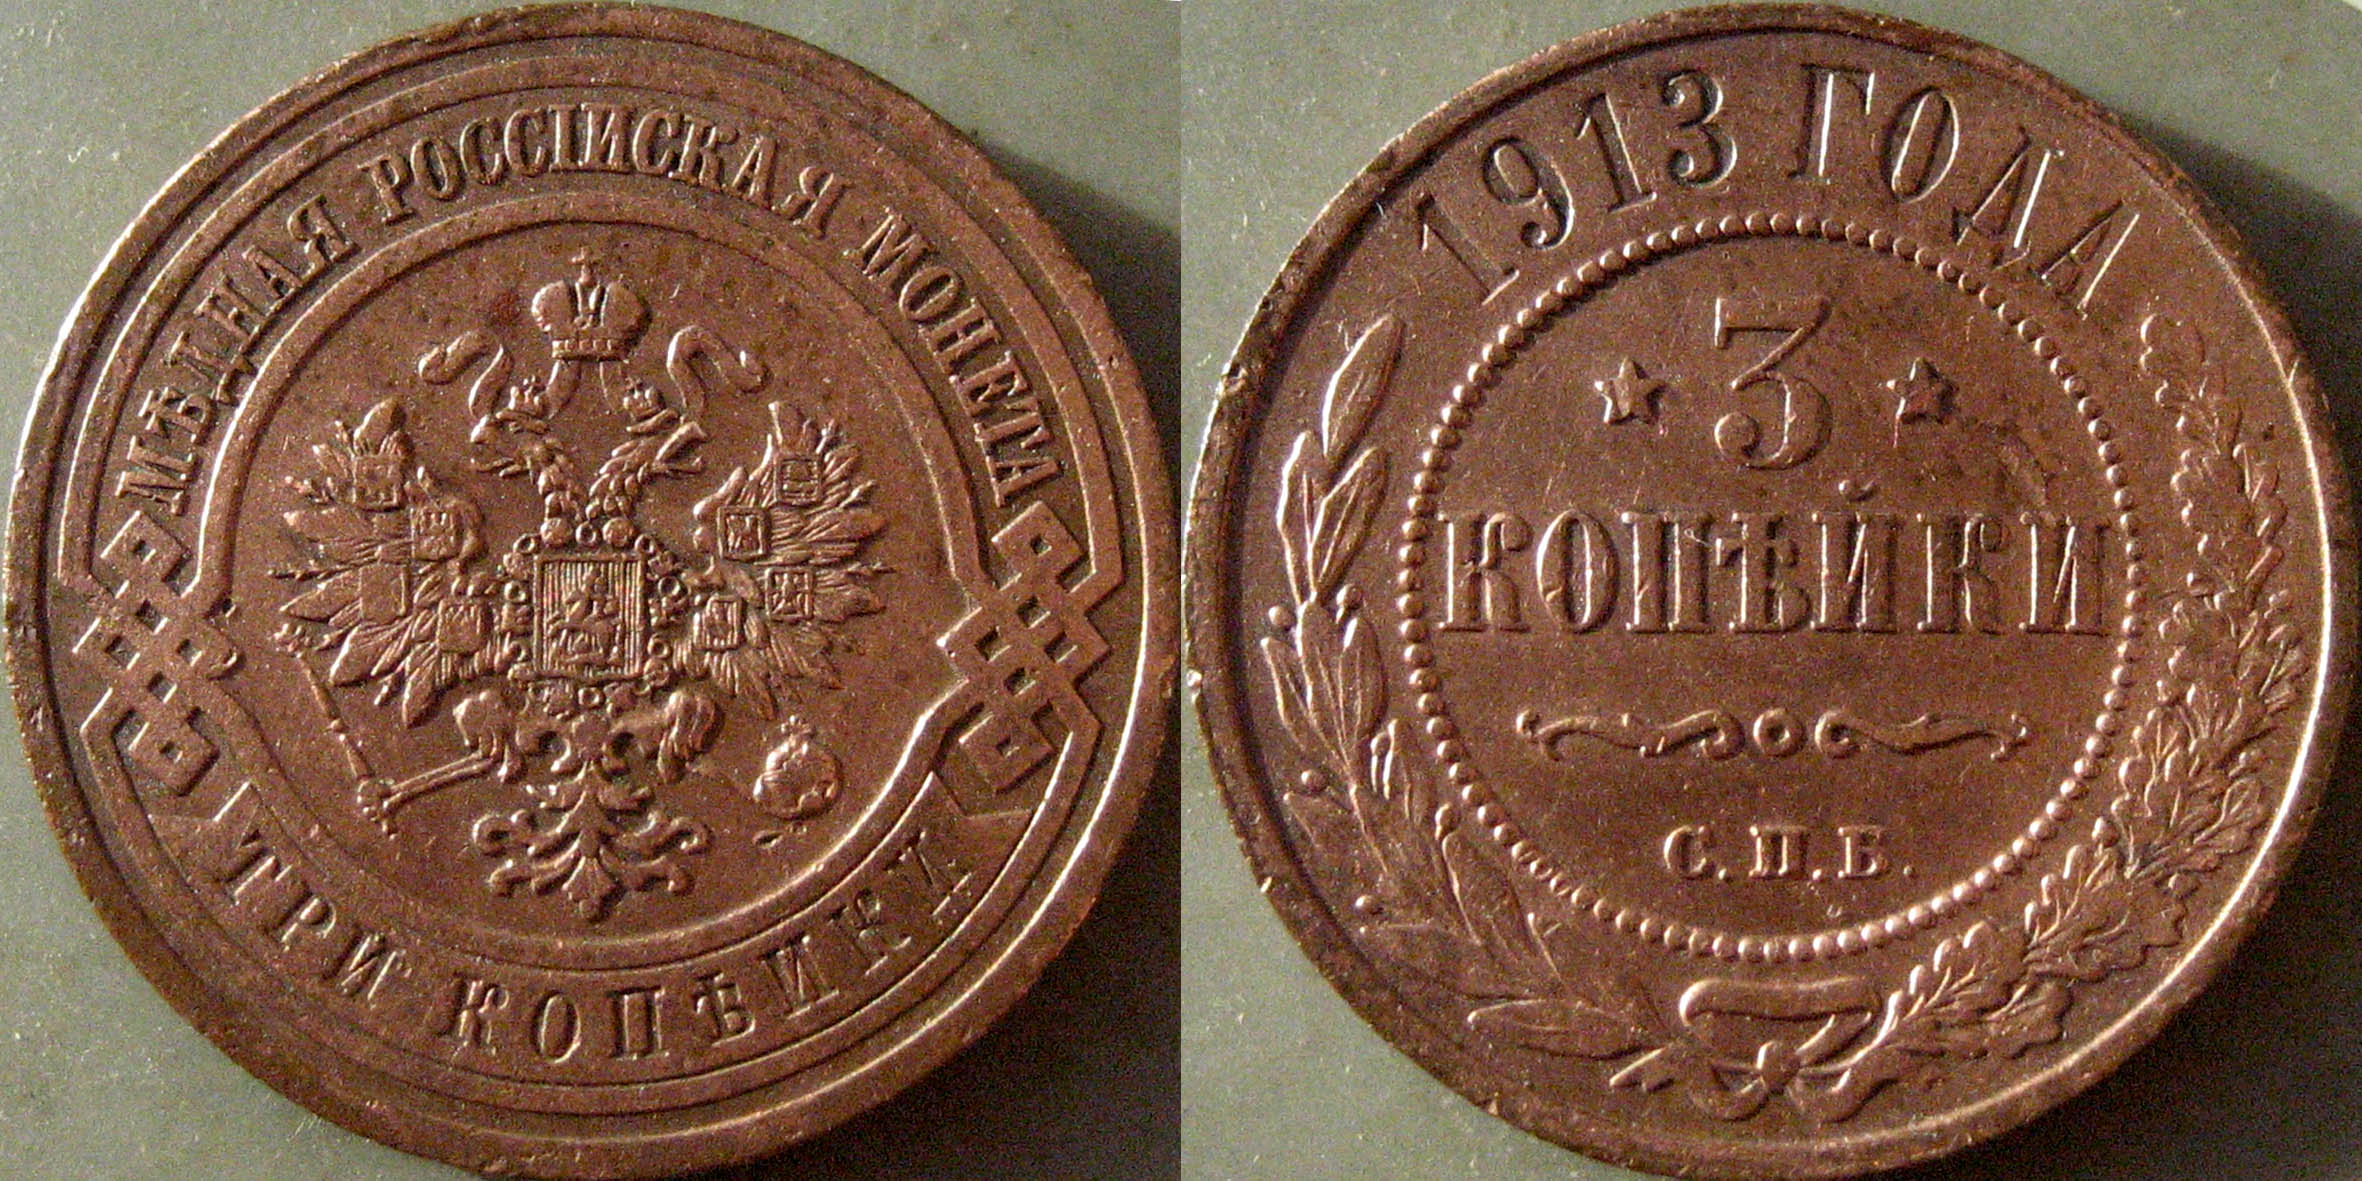 МѢДНАЯ РОССІЙСКАЯ МОНЕТА
ТРИ КОПѢЙКИ
1913 ГОДА
3
КОПѢЙКИ
С.П.Б.